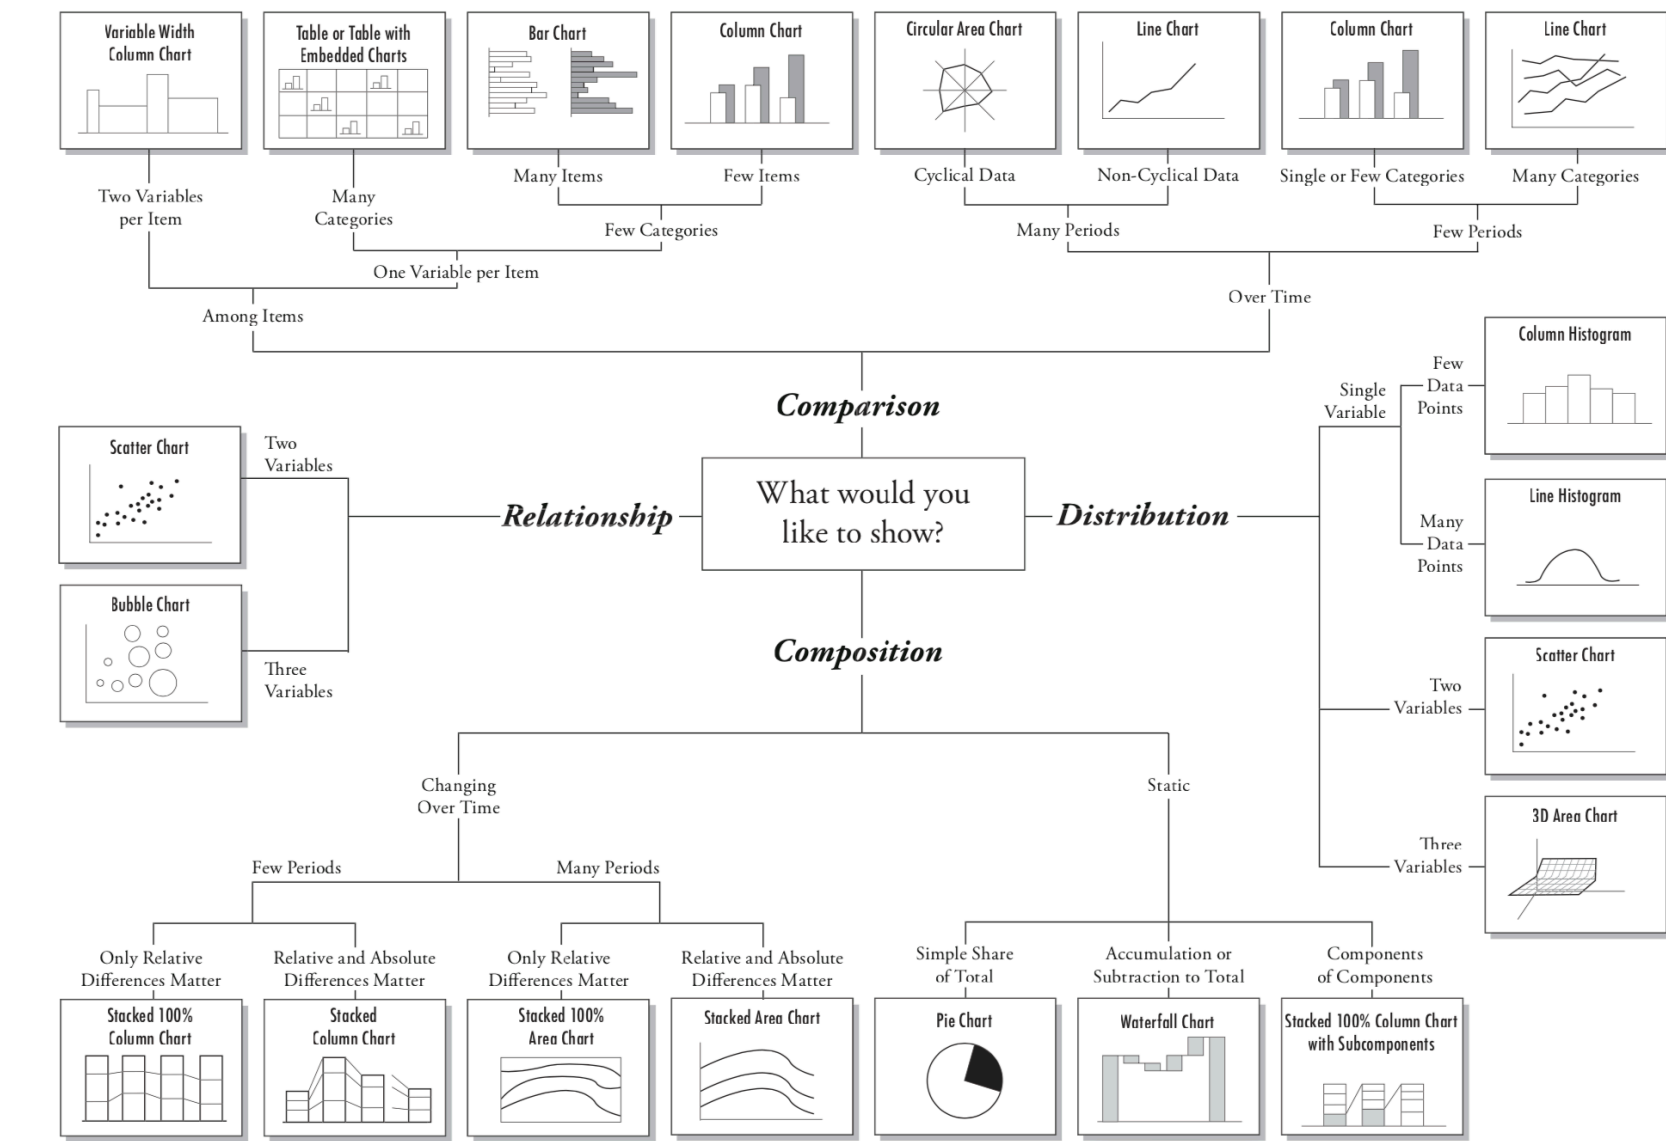 Variable Width
Column Chart
Table or Table with
Embedded Charts
Bar Chart
Column Chart
Circular Area Chart
Line Chart
Column Chart
Line Chart
Two Variables
per Item
Many
Categories
Many Items
Few Items
Cyclical Data
Non-Cyclical Data
Single or Few Categories
Many Categories
Few Categories
Many Periods
Few Periods
One Variable per Item
Among Items
Over Time
Comparison
Scatter Chart
Two
Variables
Bubble Chart
Three
Variables
Relationship
What would you
like to show?
Distribution
Single
Variable
Few
Data
Points
Column Histogram
Many
Data
Points
Line Histogram
Two
Variables
Scatter Chart
Three
Variables
3D Area Chart
Composition
Changing
Over Time
Static
Few Periods
Many Periods
Only Relative
Differences Matter
Relative and Absolute
Differences Matter
Only Relative
Differences Matter
Relative and Absolute
Differences Matter
Simple Share
of Total
Accumulation or
Subtraction to Total
Components
of Components
Stacked 100%
Column Chart
Stacked
Column Chart
Stacked 100%
Area Chart
Stacked Area Chart
Pie Chart
Waterfall Chart
Stacked 100% Column Chart
with Subcomponents